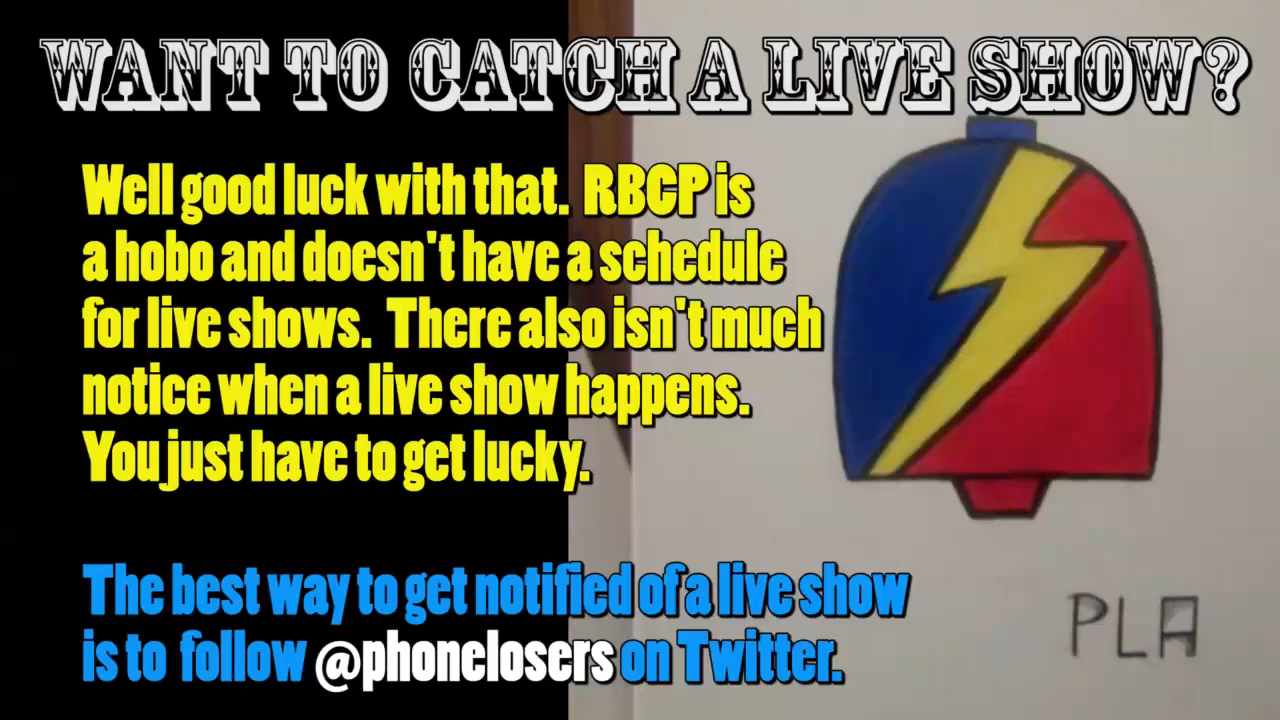 WANT TO CATCH A LIVE SHOW?
Well good luck with that. RBCP is
a hobo and doesn't have a schedule
for live shows. There also isn't much
notice when a live show happens.
You just have to get lucky.
The best way to get notified of a live show
is to follow @phonelosers on Twitter.
PLA